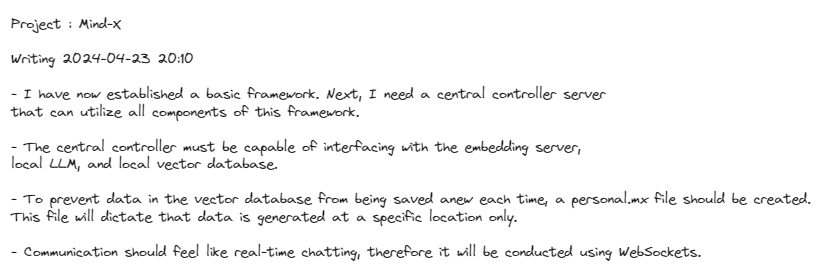 Project : Mind-X
Writing 2024-04-23 20:10
- I have now established a basic framework. Next, I need a central controller server
that can utilize all components of this framework.
- The central controller must be capable of interfacing with the embedding server,
local LLM, and local vector database.
- To prevent data in the vector database from being saved anew each time, a personal.mx file should be created.
This file will dictate that data is generated at a specific location only.
- Communication should feel like real-time chatting, therefore it will be conducted using WebSockets.